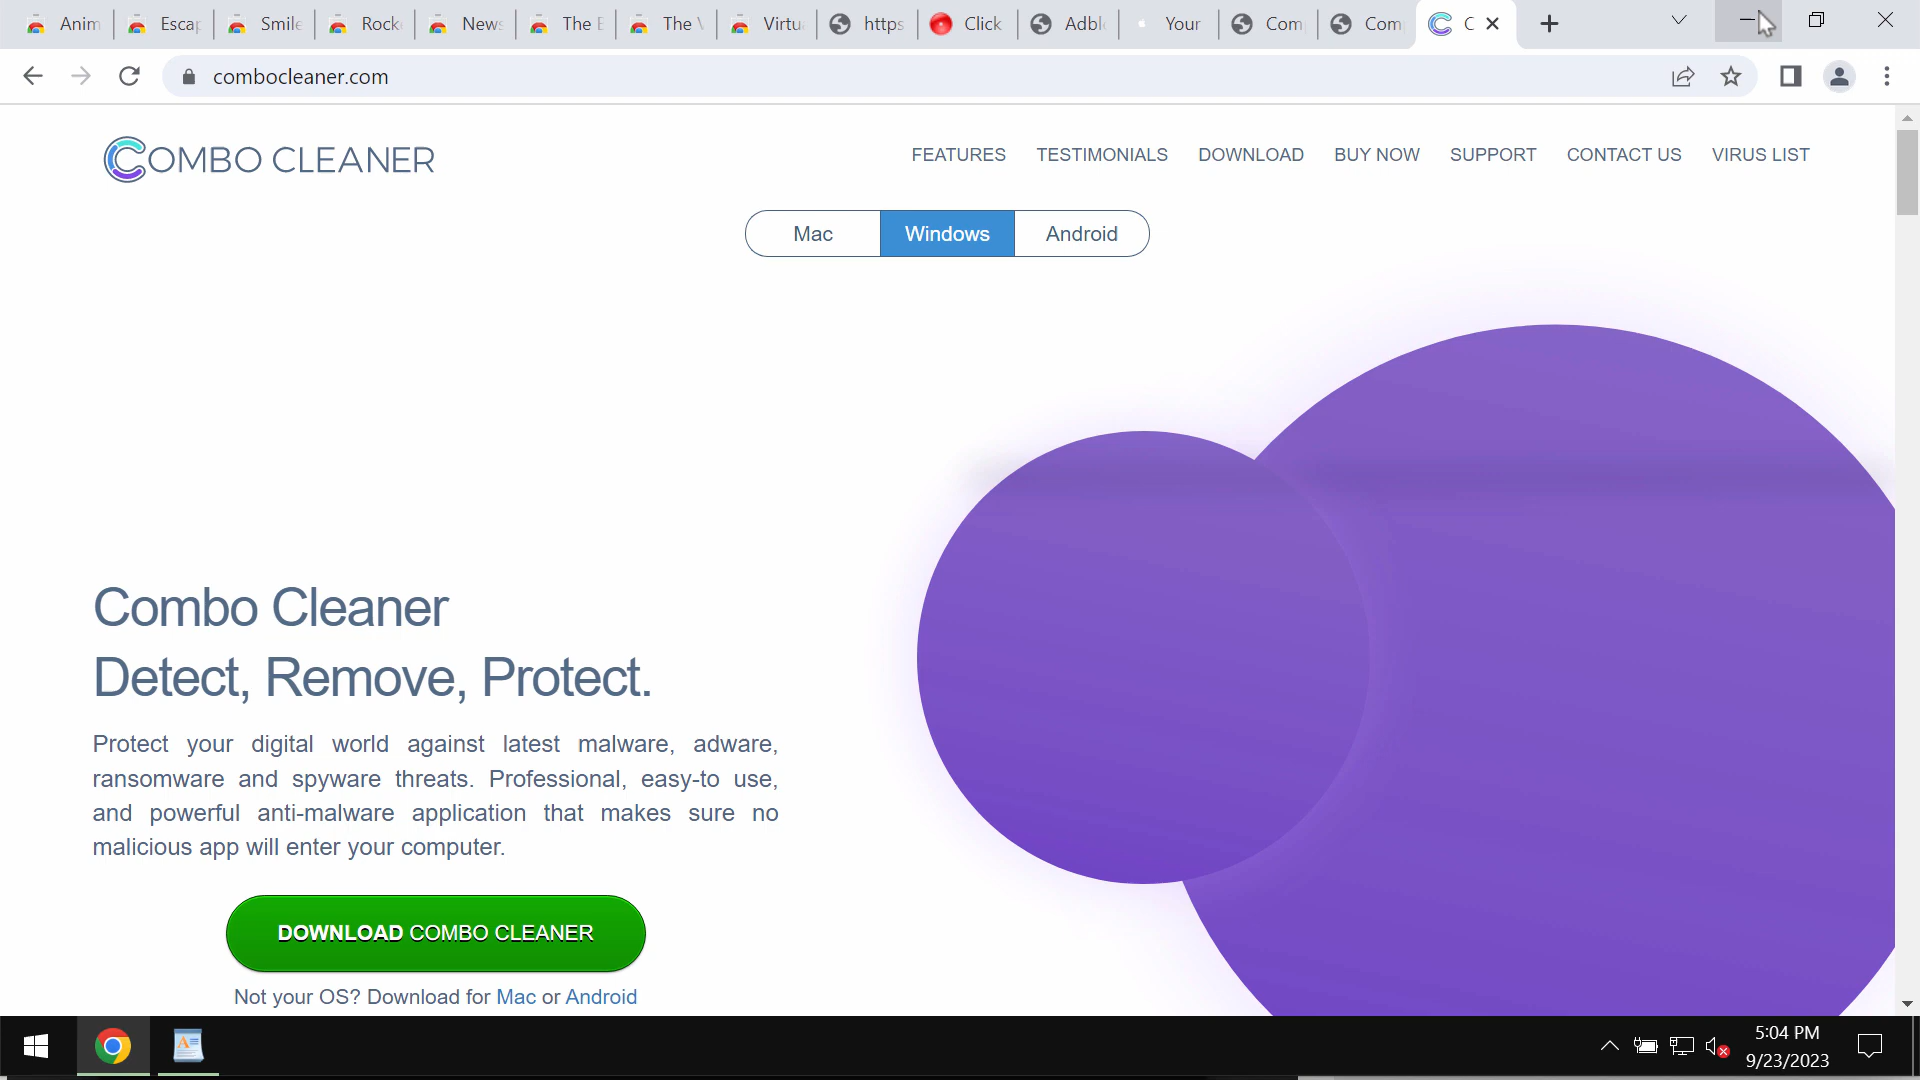 Anim
Escap
Smile
Rock
News
The E
The V
Virtu
https
Click
Adbl
Your
Com
Com
C
combocleaner.com
COMBO CLEANER
FEATURES TESTIMONIALS DOWNLOAD BUY NOW SUPPORT CONTACT US VIRUS LIST
Mac Windows Android
Combo Cleaner
Detect, Remove, Protect.
Protect your digital world against latest malware, adware,
ransomware and spyware threats. Professional, easy-to use,
and powerful anti-malware application that makes sure no
malicious app will enter your computer.
DOWNLOAD COMBO CLEANER
Not your OS? Download for Mac or Android
5:04 PM
9/23/2023